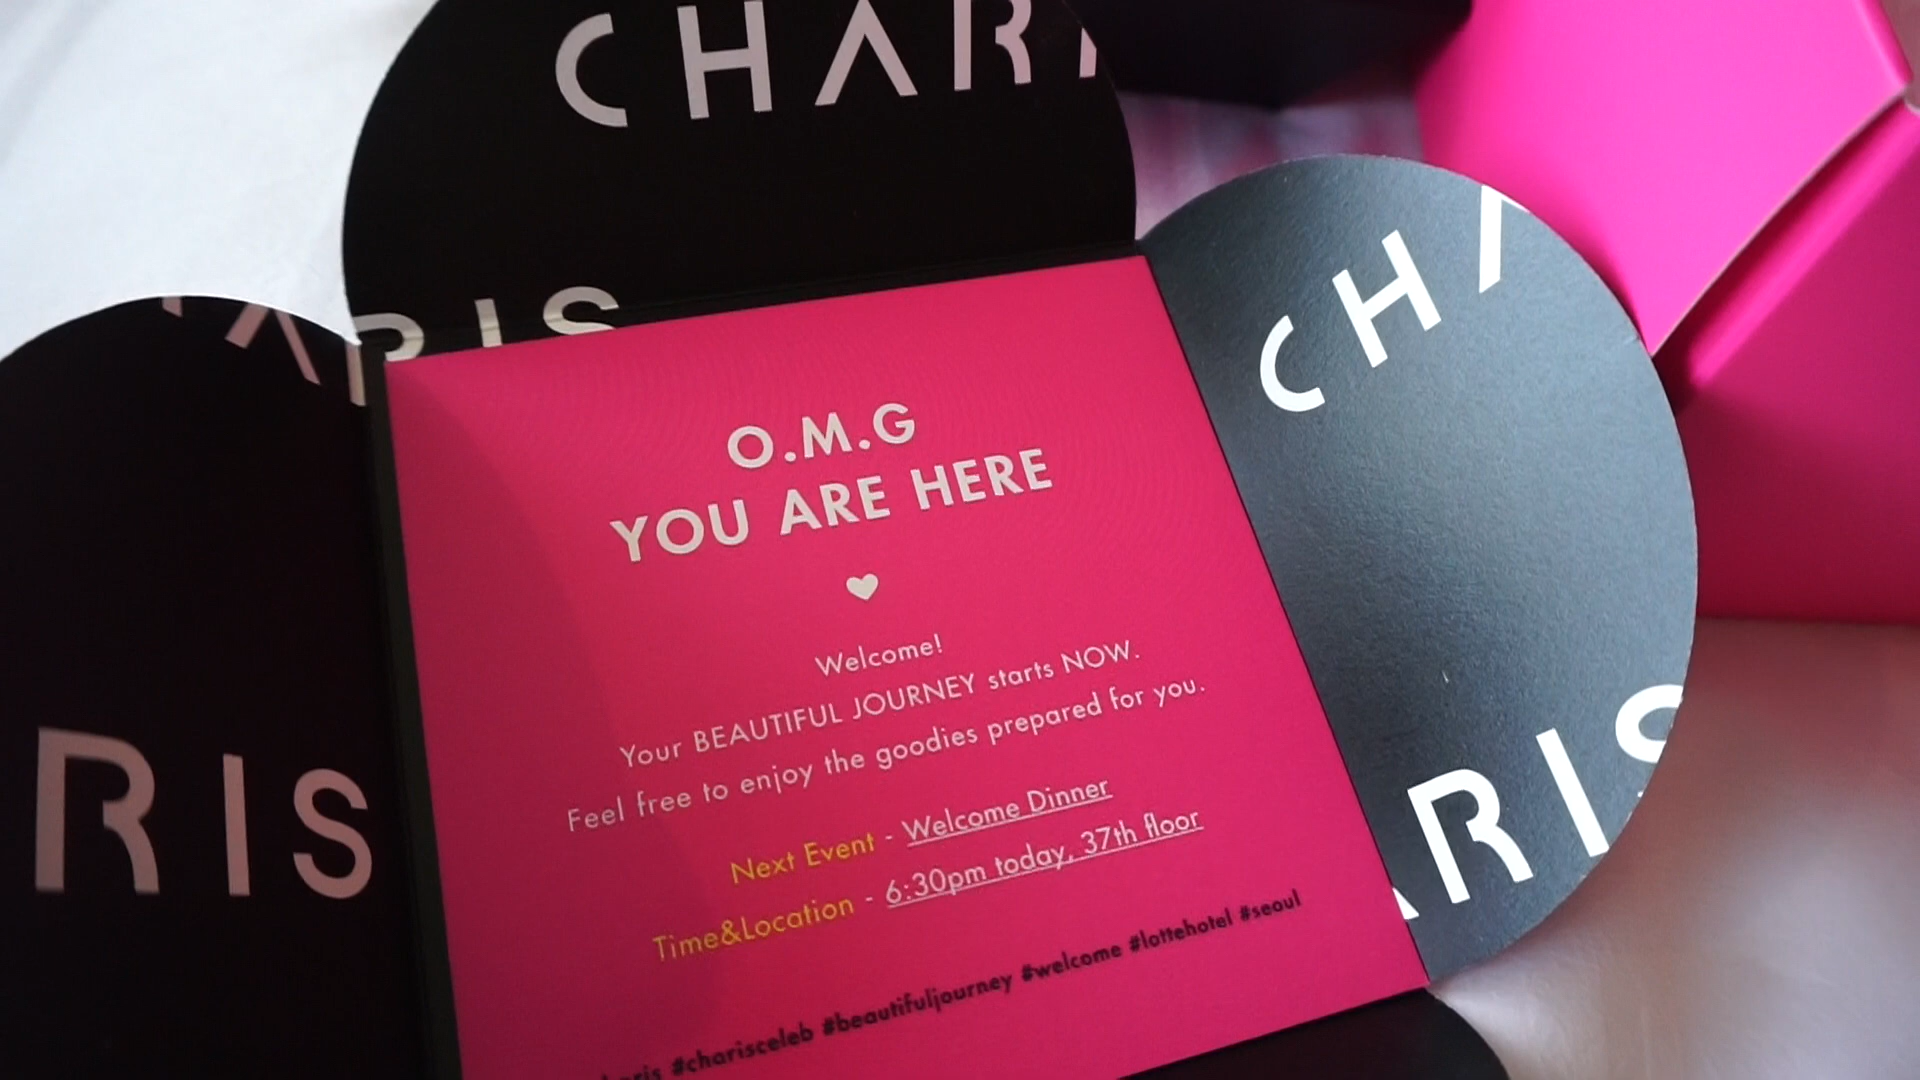 CHARIS
O.M.G
YOU ARE HERE
Welcome!
Your BEAUTIFUL JOURNEY starts NOW.
Feel free to enjoy the goodies prepared for you.
Next Event - Welcome Dinner
Time&Location - 6:30pm today, 37th floor
#charisceleb #beautifuljourney #welcome #lottehotel #seoul
RIS
CHA
RIS